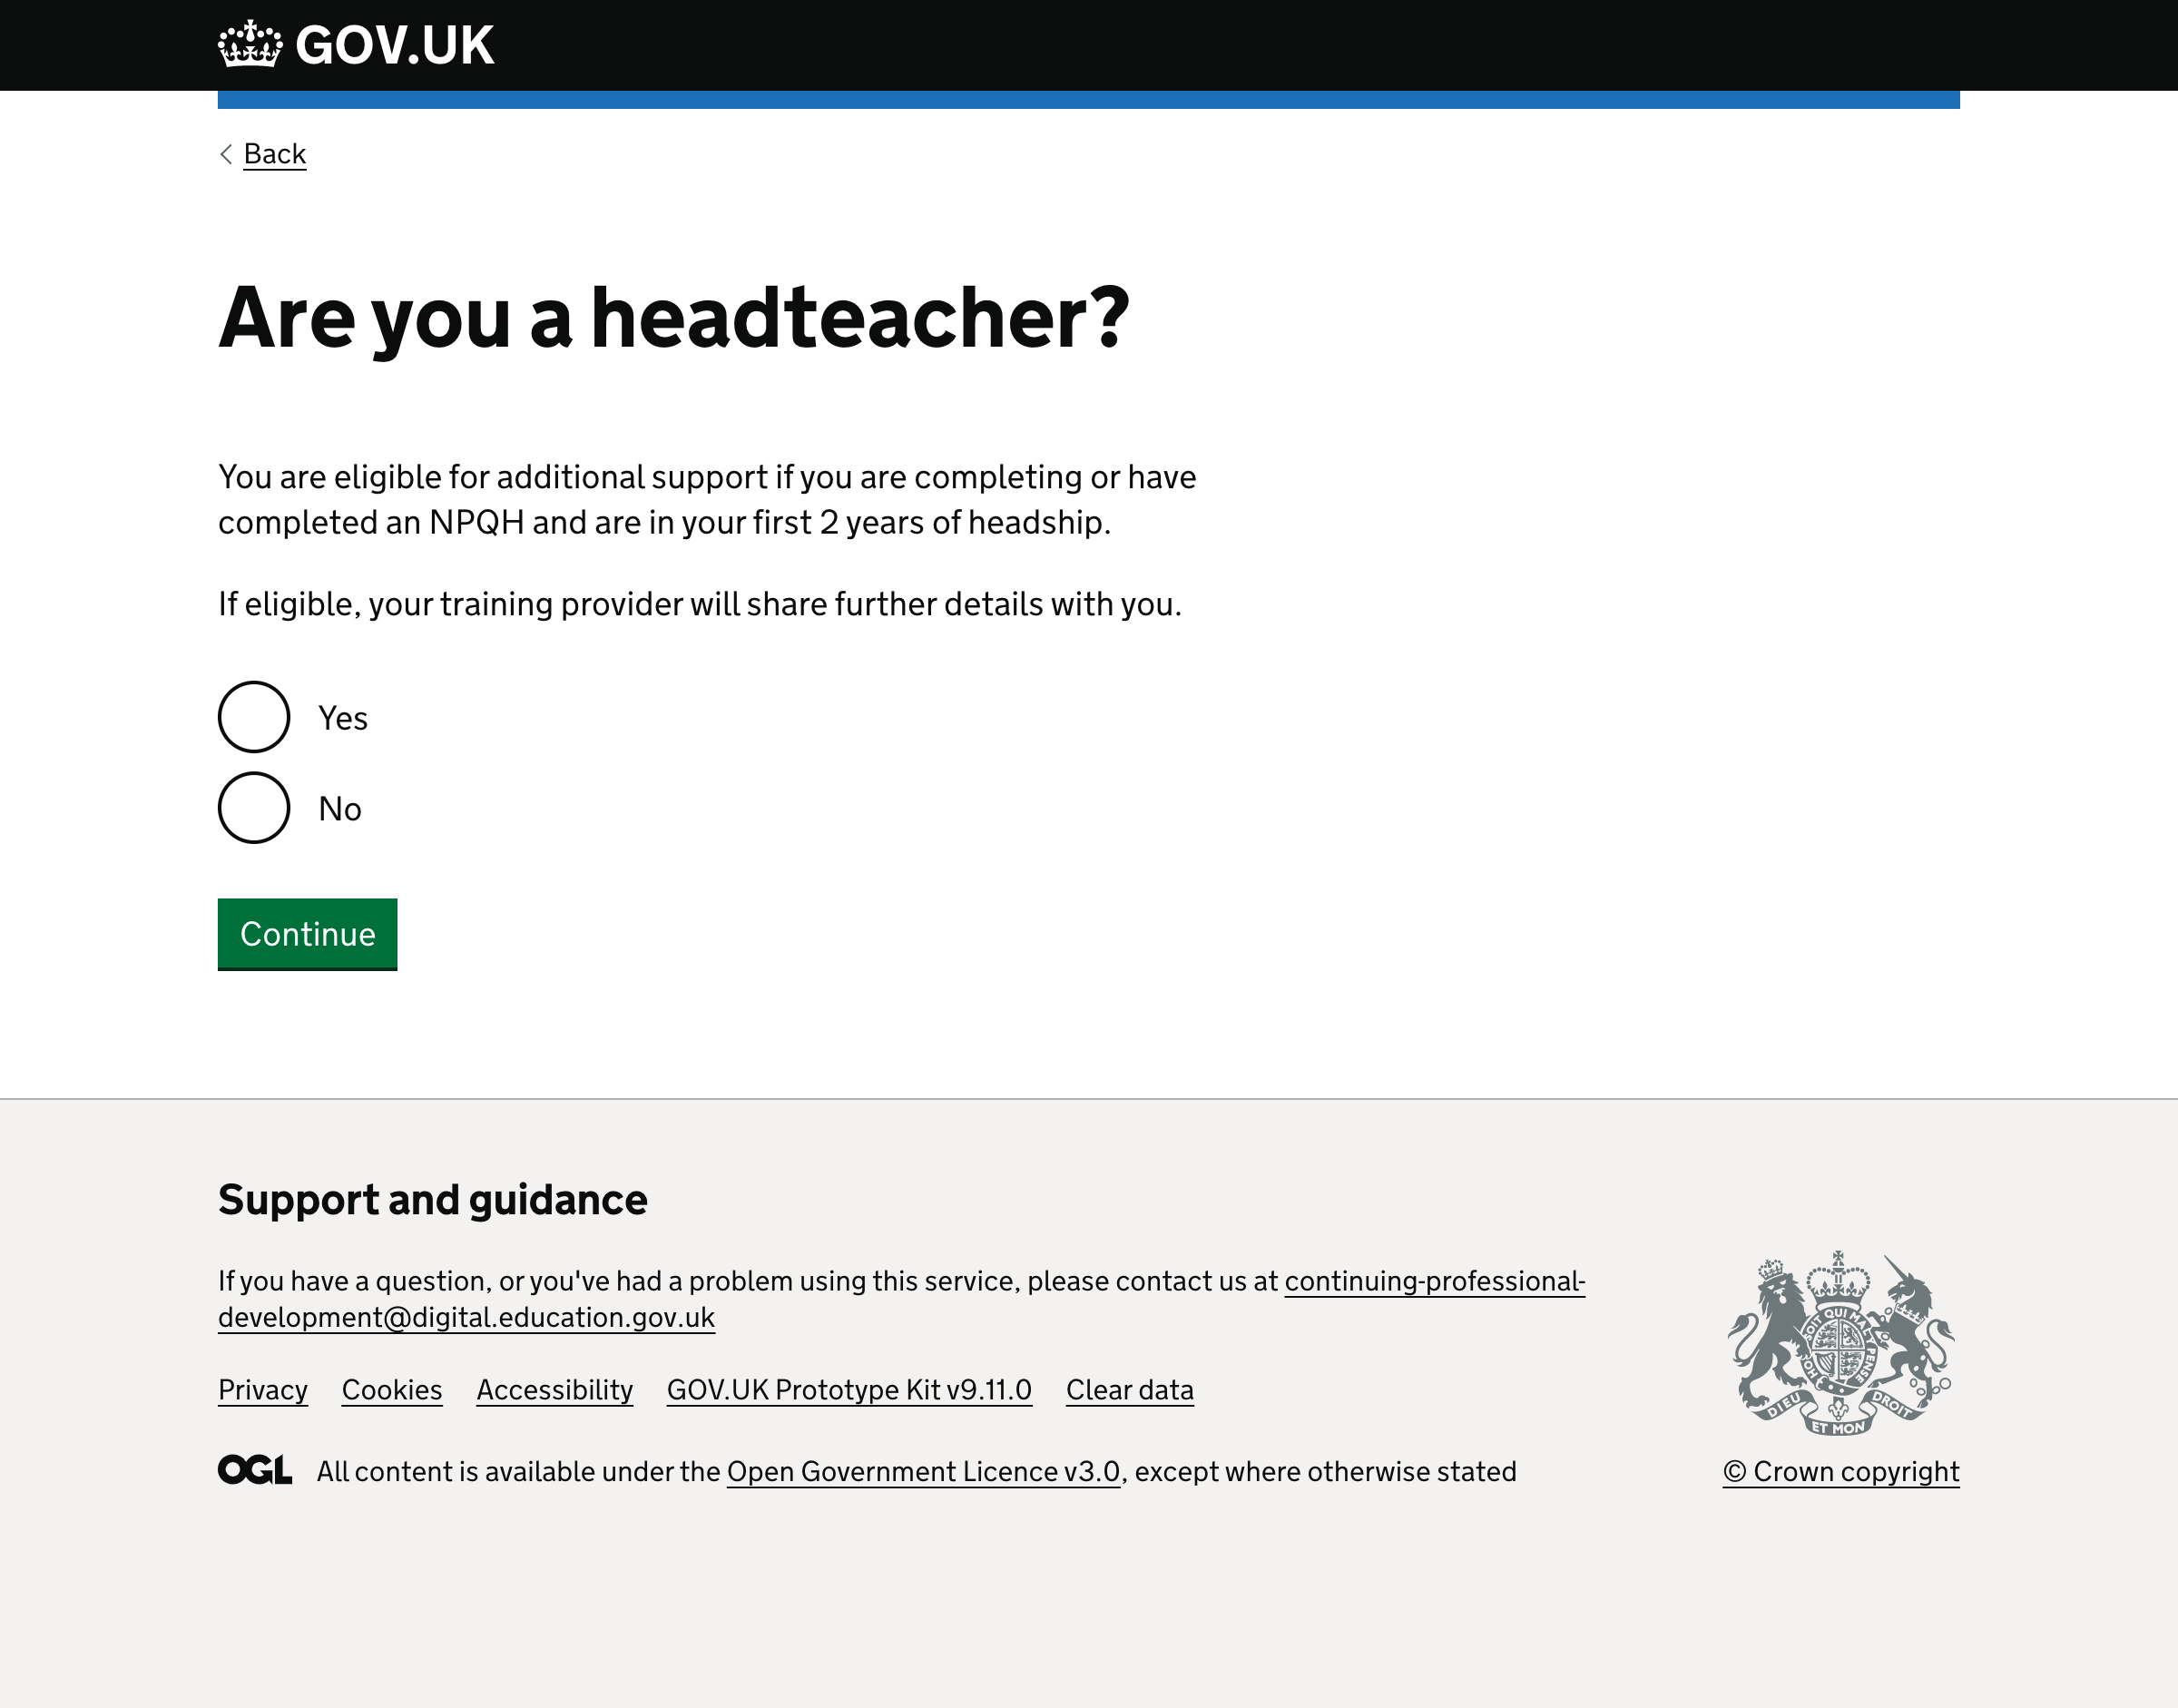 GOV.UK
Back
Are you a headteacher?
You are eligible for additional support if you are completing or have
completed an NPQH and are in your first 2 years of headship.
If eligible, your training provider will share further details with you.
Yes
No
Continue
Support and guidance
If you have a question, or you've had a problem using this service, please contact us at continuing-professional-
development@digital.education.gov.uk
Privacy Cookies Accessibility GOV.UK Prototype Kit v9.11.0 Clear data
OGL All content is available under the Open Government Licence v3.0, except where otherwise stated
SOIT QUI MAL Y PENSE
DIEU ET MON DROIT
© Crown copyright